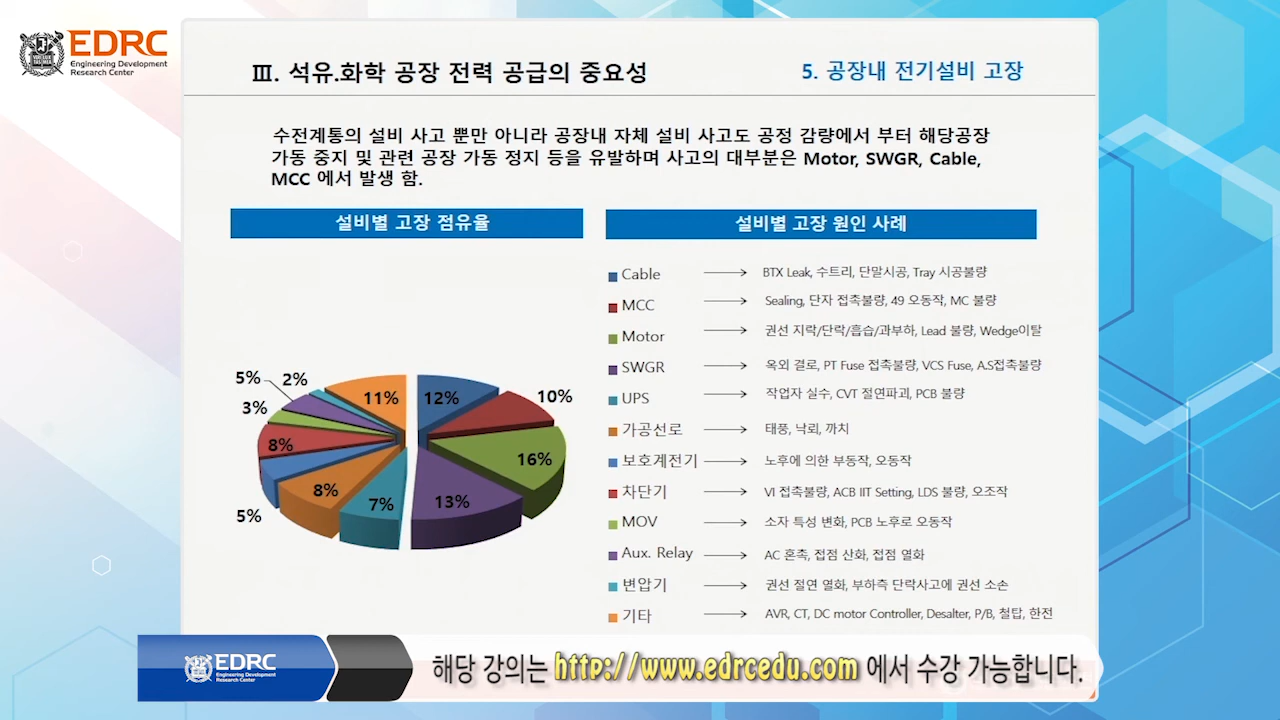 EDRC
Engineering Development
Research Center
Ⅲ. 석유.화학 공장 전력 공급의 중요성
5. 공장내 전기설비 고장
수전계통의 설비 사고 뿐만 아니라 공장내 자체 설비 사고도 공정 감량에서 부터 해당공장
가동 중지 및 관련 공장 가동 정지 등을 유발하며 사고의 대부분은 Motor, SWGR, Cable,
MCC 에서 발생 함.
설비별 고장 점유율
설비별 고장 원인 사례
12%
10%
16%
13%
7%
8%
5%
8%
3%
5%
2%
11%
Cable → BTX Leak, 수트리, 단말시공, Tray 시공불량
MCC → Sealing, 단자 접촉불량, 49 오동작, MC 불량
Motor → 권선 지락/단락/흡습/과부하, Lead 불량, Wedge이탈
SWGR → 옥외 결로, PT Fuse 접촉불량, VCS Fuse, A.S접촉불량
UPS → 작업자 실수, CVT 절연파괴, PCB 불량
가공선로 → 태풍, 낙뢰, 까치
보호계전기 → 노후에 의한 부동작, 오동작
차단기 → VI 접촉불량, ACB IIT Setting, LDS 불량, 오조작
MOV → 소자 특성 변화, PCB 노후로 오동작
Aux. Relay → AC 혼촉, 접점 산화, 접점 열화
변압기 → 권선 절연 열화, 부하측 단락사고에 권선 소손
기타 → AVR, CT, DC motor Controller, Desalter, P/B, 철탑, 한전
EDRC
Engineering Development
Research Center
해당 강의는 http://www.edrcedu.com 에서 수강 가능합니다.